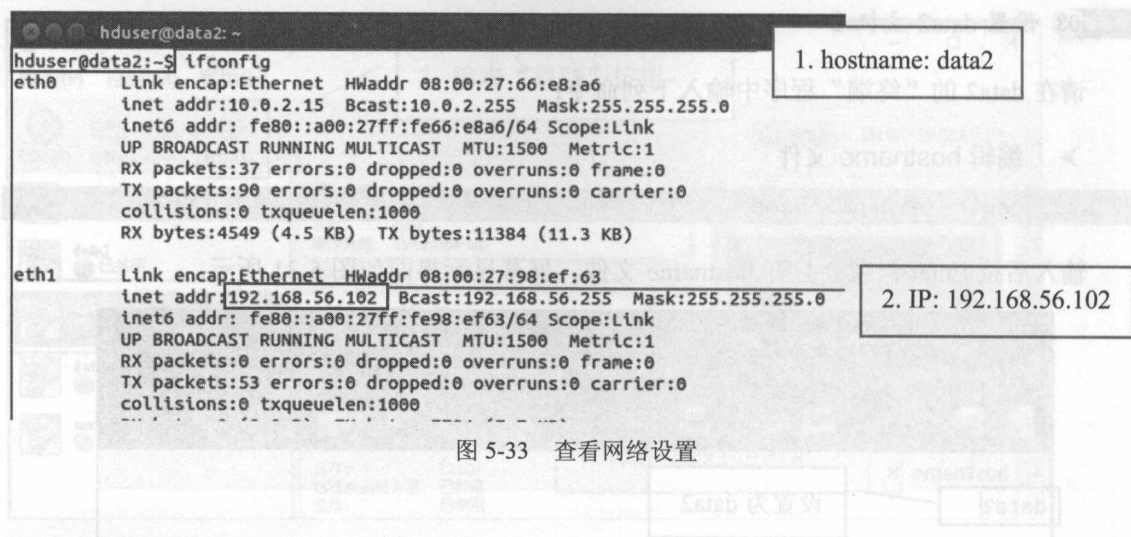 hduser@data2: ~
hduser@data2:~$ ifconfig
1. hostname: data2
eth0 Link encap:Ethernet HWaddr 08:00:27:66:e8:a6
inet addr:10.0.2.15 Bcast:10.0.2.255 Mask:255.255.255.0
inet6 addr: fe80::a00:27ff:fe66:e8a6/64 Scope:Link
UP BROADCAST RUNNING MULTICAST MTU:1500 Metric:1
RX packets:37 errors:0 dropped:0 overruns:0 frame:0
TX packets:90 errors:0 dropped:0 overruns:0 carrier:0
collisions:0 txqueuelen:1000
RX bytes:4549 (4.5 KB) TX bytes:11384 (11.3 KB)
eth1 Link encap:Ethernet HWaddr 08:00:27:98:ef:63
inet addr:192.168.56.102 Bcast:192.168.56.255 Mask:255.255.255.0
2. IP: 192.168.56.102
inet6 addr: fe80::a00:27ff:fe98:ef63/64 Scope:Link
UP BROADCAST RUNNING MULTICAST MTU:1500 Metric:1
RX packets:0 errors:0 dropped:0 overruns:0 frame:0
TX packets:53 errors:0 dropped:0 overruns:0 carrier:0
collisions:0 txqueuelen:1000
图 5-33 查看网络设置